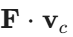 𝐅 · 𝐯_c